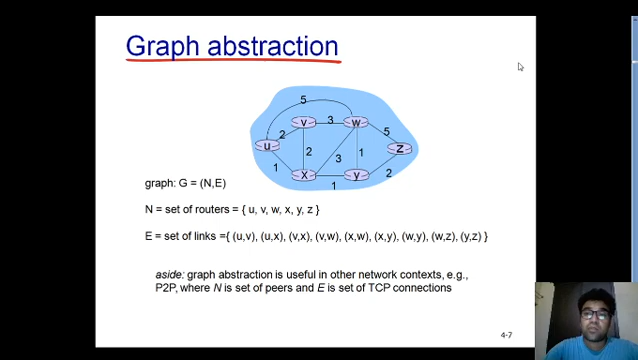 Graph abstraction
5
v
3
w
2
5
u
2
3
1
z
1
x
1
y
2
graph: G = (N,E)
N = set of routers = { u, v, w, x, y, z }
E = set of links ={ (u,v), (u,x), (v,x), (v,w), (x,w), (x,y), (w,y), (w,z), (y,z) }
aside: graph abstraction is useful in other network contexts, e.g.,
P2P, where N is set of peers and E is set of TCP connections
4-7